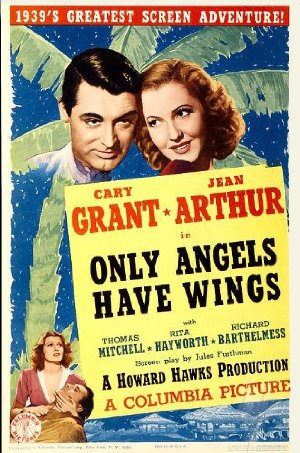 1939'S GREATEST SCREEN ADVENTURE!
CARY GRANT ★ JEAN ARTHUR
in
ONLY ANGELS
HAVE WINGS
with
THOMAS MITCHELL ★ RITA HAYWORTH ★ RICHARD BARTHELMESS
Screen play by Jules Furthman
A HOWARD HAWKS PRODUCTION
A COLUMBIA PICTURE